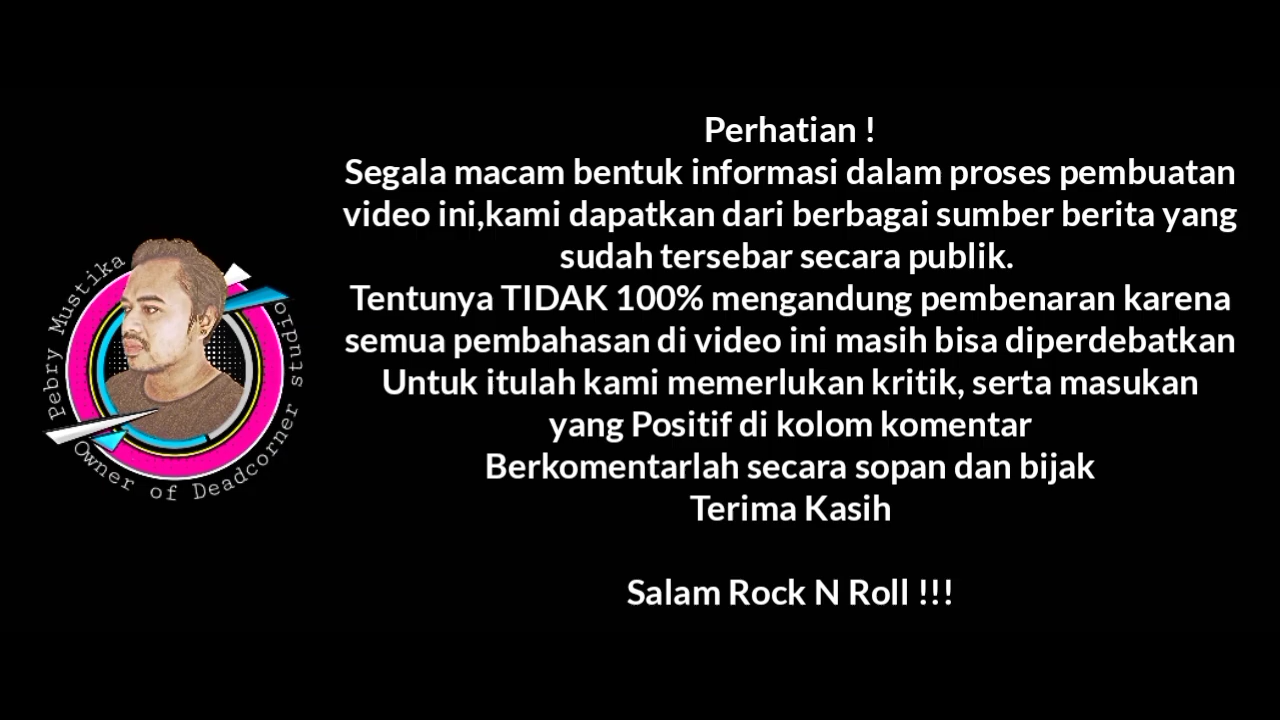 Perhatian !
Segala macam bentuk informasi dalam proses pembuatan
video ini,kami dapatkan dari berbagai sumber berita yang
sudah tersebar secara publik.
Tentunya TIDAK 100% mengandung pembenaran karena
semua pembahasan di video ini masih bisa diperdebatkan
Untuk itulah kami memerlukan kritik, serta masukan
yang Positif di kolom komentar
Berkomentarlah secara sopan dan bijak
Terima Kasih
Salam Rock N Roll !!!
Pebry Mustika
Owner of Deadcorner studio